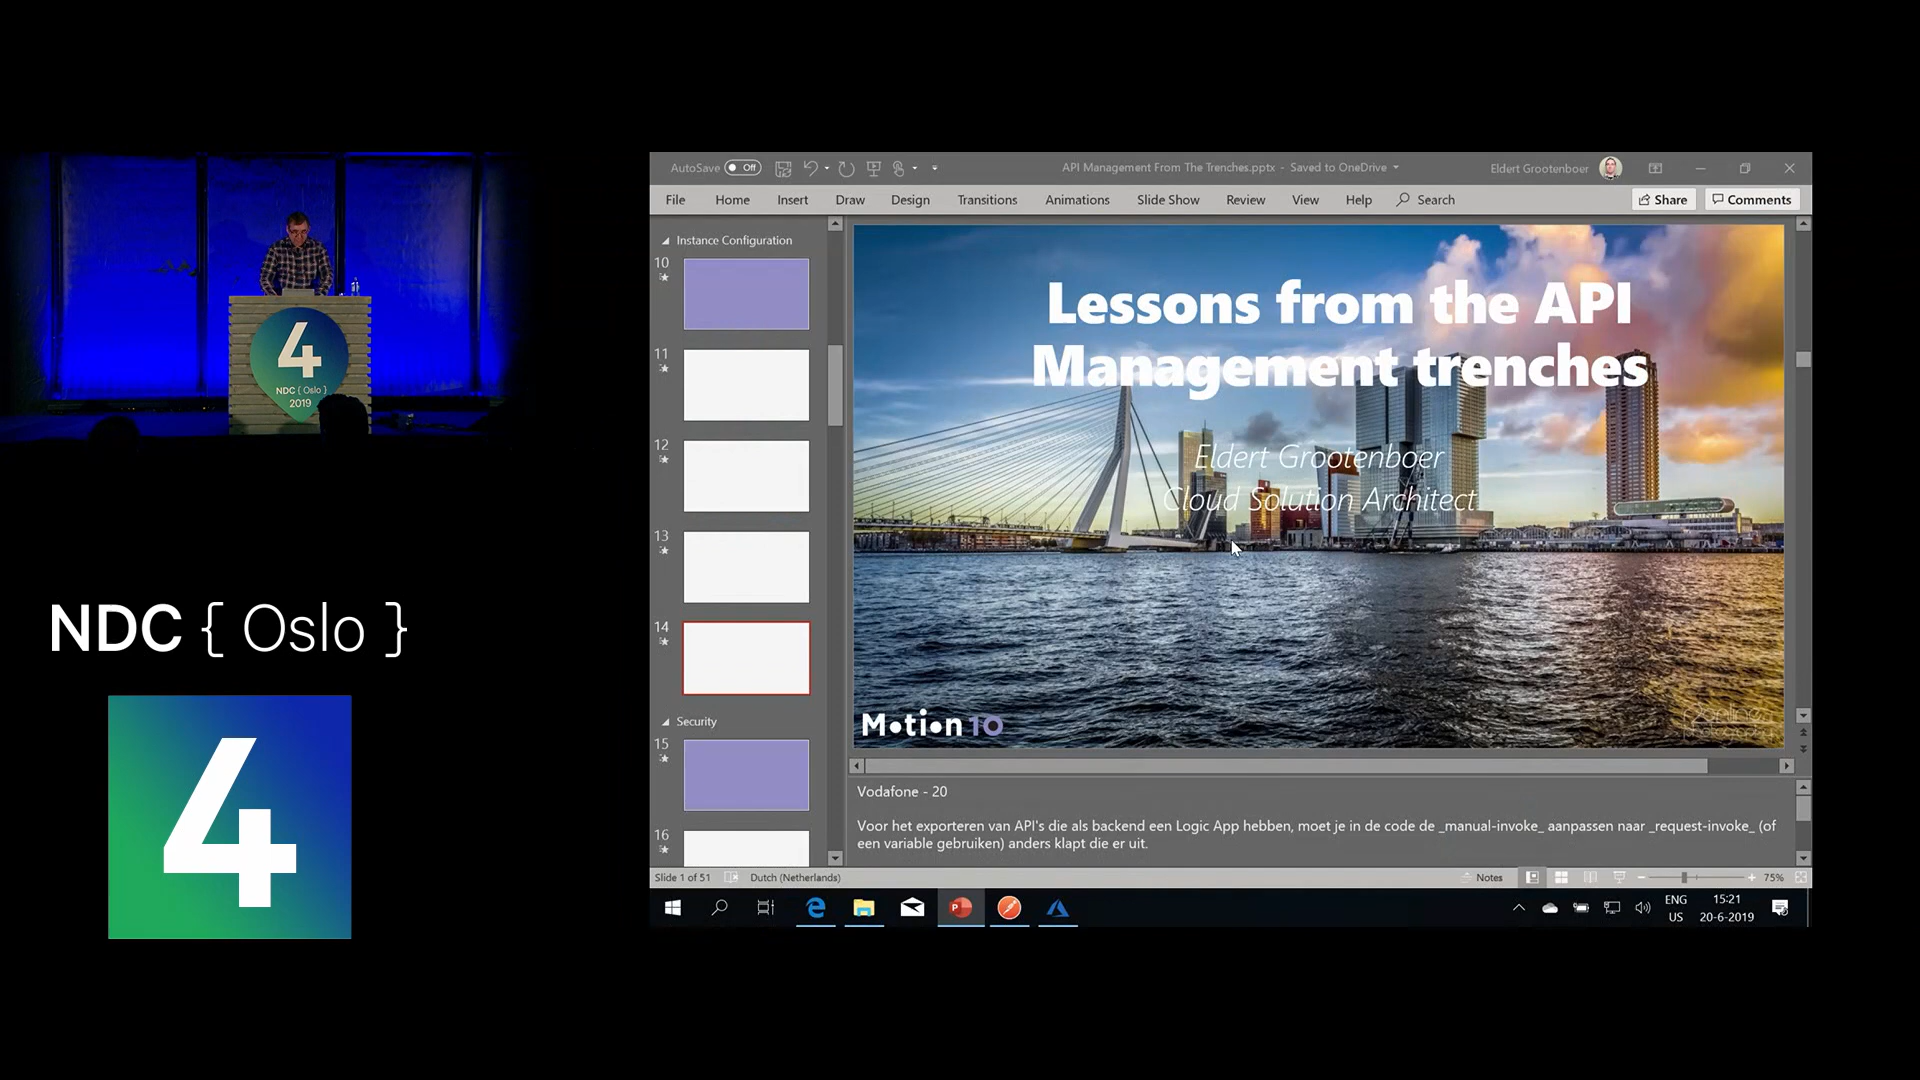 4
NDC { Oslo }
2019
NDC { Oslo }
4
AutoSave Off
API Management From The Trenches.pptx - Saved to OneDrive
Eldert Grootenboer
File Home Insert Draw Design Transitions Animations Slide Show Review View Help Search Share Comments
Instance Configuration
10
11
12
13
14
Security
15
16
Lessons from the API
Management trenches
Eldert Grootenboer
Cloud Solution Architect
Motion10
Vodafone - 20
Voor het exporteren van API's die als backend een Logic App hebben, moet je in de code de _manual-invoke_ aanpassen naar _request-invoke_ (of
een variable gebruiken) anders klapt die er uit.
Slide 1 of 51 Dutch (Netherlands) Notes 75%
ENG 15:21
US 20-6-2019